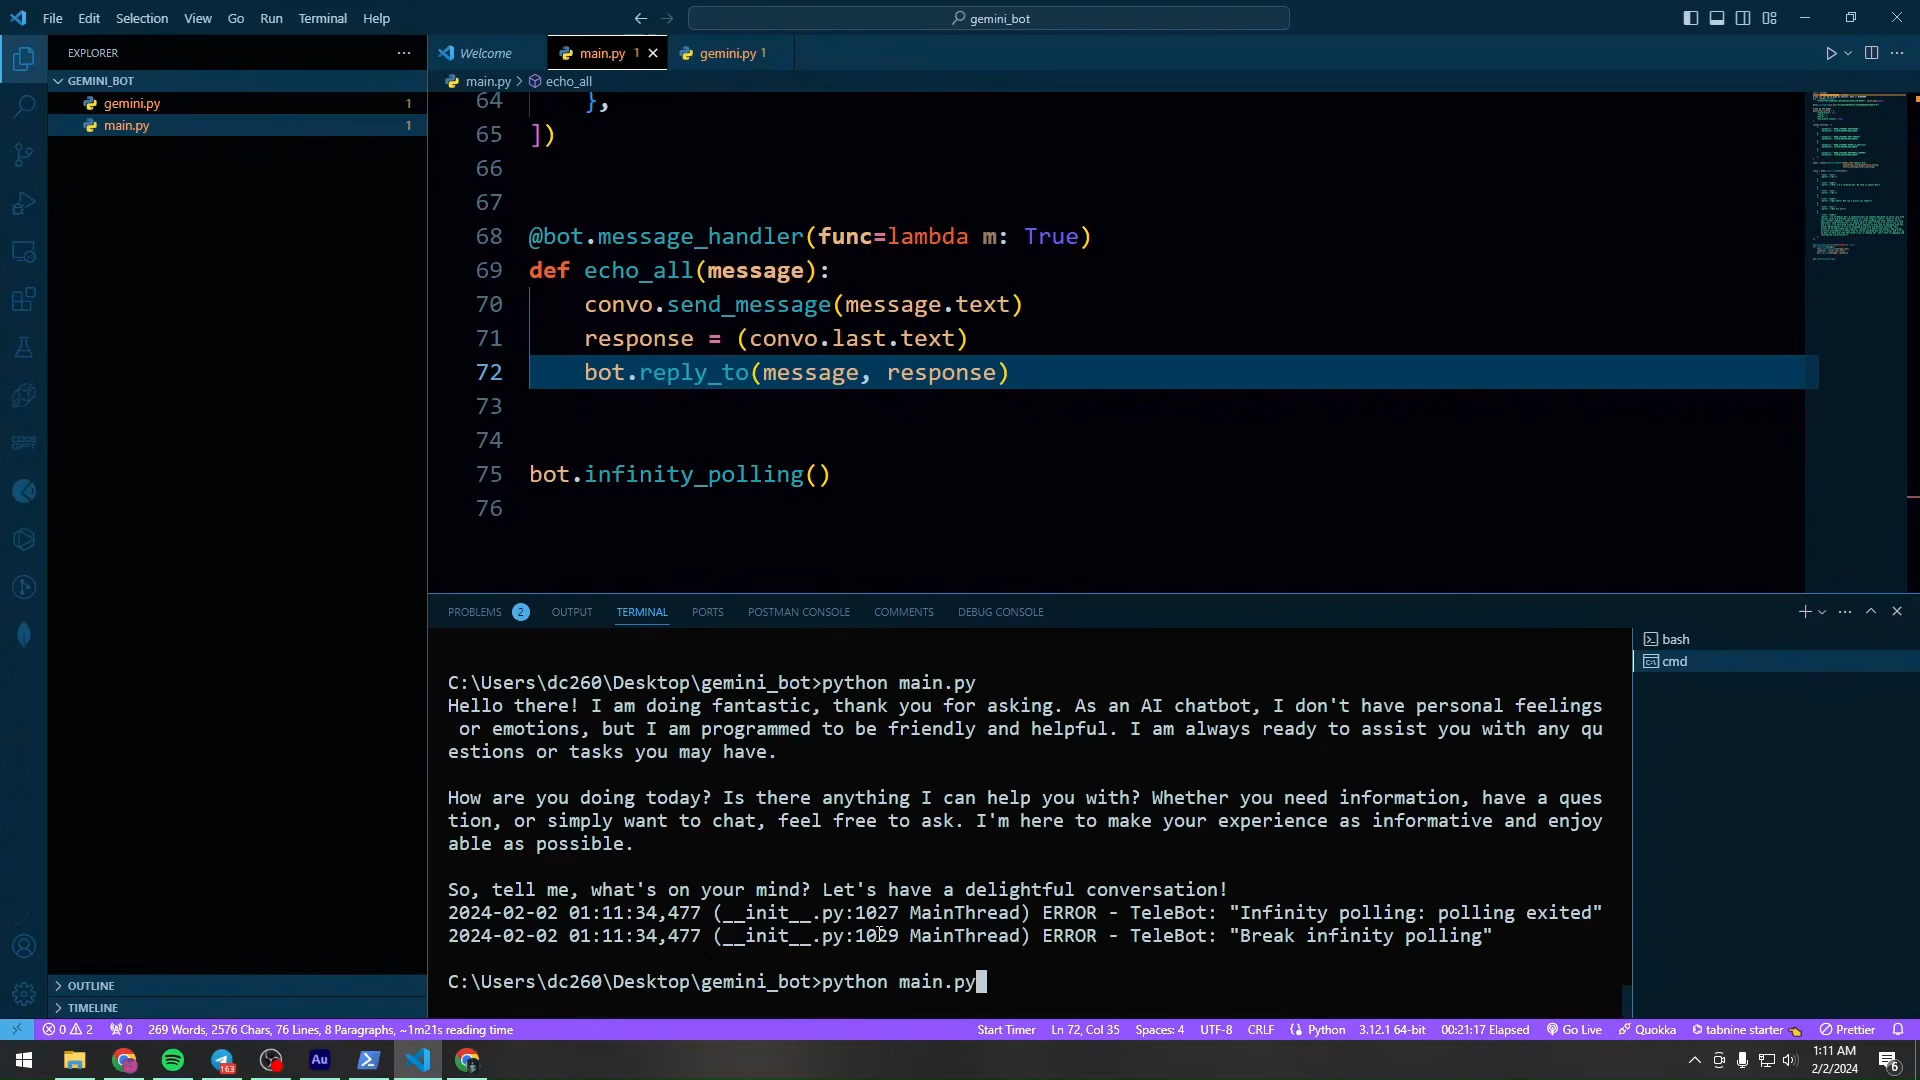 File Edit Selection View Go Run Terminal Help
gemini_bot
EXPLORER
GEMINI_BOT
gemini.py 1
main.py 1
OUTLINE
TIMELINE
Welcome
main.py 1
gemini.py 1
main.py > echo_all
64 },
65 ])
66
67
68 @bot.message_handler(func=lambda m: True)
69 def echo_all(message):
70 convo.send_message(message.text)
71 response = (convo.last.text)
72 bot.reply_to(message, response)
73
74
75 bot.infinity_polling()
76
PROBLEMS 2 OUTPUT TERMINAL PORTS POSTMAN CONSOLE COMMENTS DEBUG CONSOLE
bash
cmd
C:\Users\dc260\Desktop\gemini_bot>python main.py
Hello there! I am doing fantastic, thank you for asking. As an AI chatbot, I don't have personal feelings
or emotions, but I am programmed to be friendly and helpful. I am always ready to assist you with any qu
estions or tasks you may have.
How are you doing today? Is there anything I can help you with? Whether you need information, have a ques
tion, or simply want to chat, feel free to ask. I'm here to make your experience as informative and enjoy
able as possible.
So, tell me, what's on your mind? Let's have a delightful conversation!
2024-02-02 01:11:34,477 (__init__.py:1027 MainThread) ERROR - TeleBot: "Infinity polling: polling exited"
2024-02-02 01:11:34,477 (__init__.py:1029 MainThread) ERROR - TeleBot: "Break infinity polling"
C:\Users\dc260\Desktop\gemini_bot>python main.py
0 2 0 269 Words, 2576 Chars, 76 Lines, 8 Paragraphs, ~1m21s reading time
Start Timer Ln 72, Col 35 Spaces: 4 UTF-8 CRLF Python 3.12.1 64-bit 00:21:17 Elapsed Go Live Quokka tabnine starter Prettier
163
Au
1:11 AM
2/2/2024
6